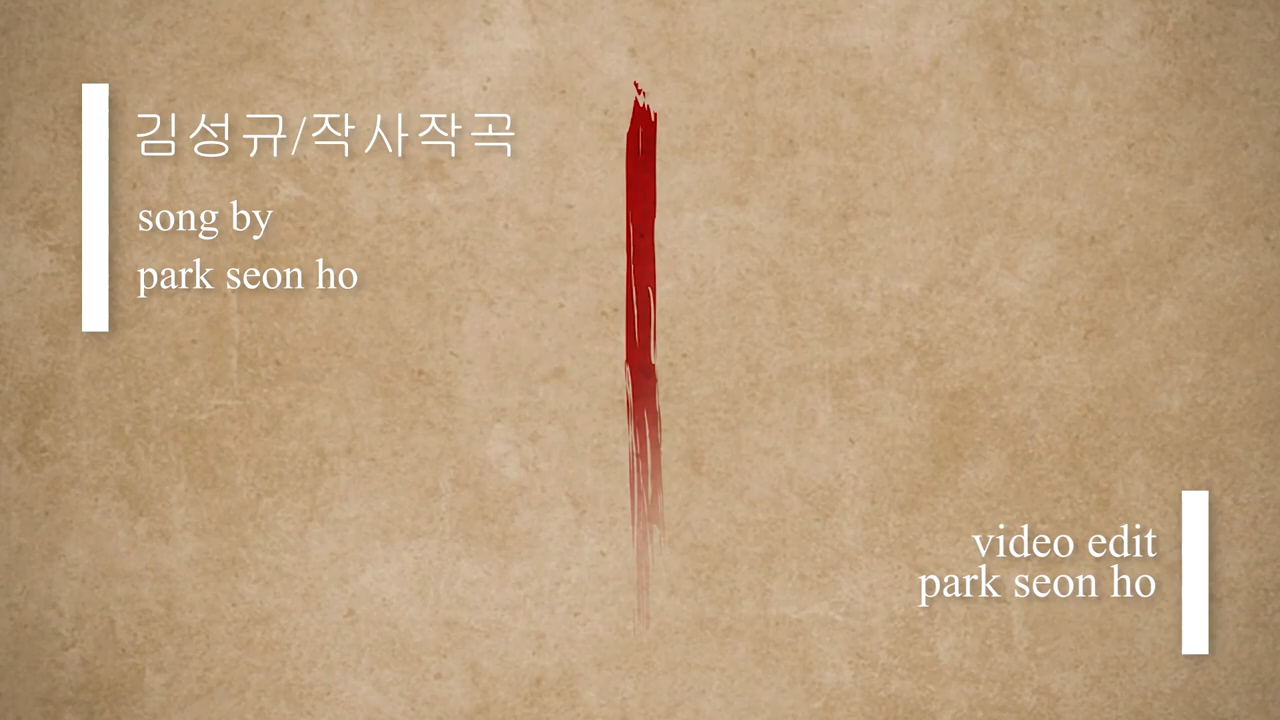 김성규/작사작곡
song by
park seon ho
video edit
park seon ho